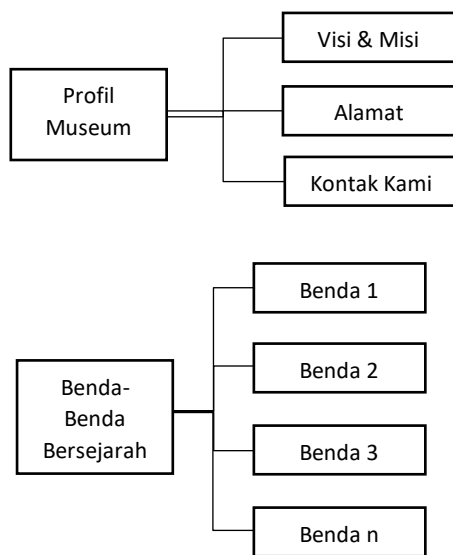 Visi & Misi
Profil
Museum
Alamat
Kontak Kami
Benda 1
Benda 2
Benda-
Benda
Bersejarah
Benda 3
Benda n